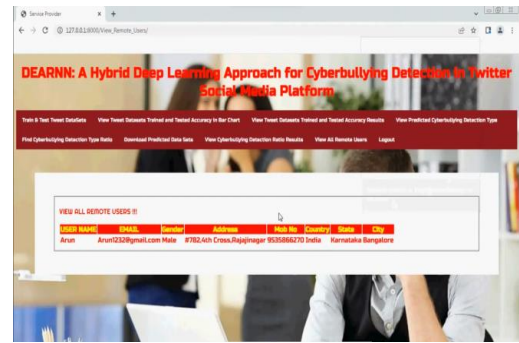 Service Provider
127.0.0.1:8000/View_Remote_Users/
DEARNN: A Hybrid Deep Learning Approach for Cyberbullying Detection in Twitter
Social Media Platform
Train & Test Tweet DataSets View Tweet Datasets Trained and Tested Accuracy in Bar Chart View Tweet Datasets Trained and Tested Accuracy Results View Predicted Cyberbullying Detection Type
Find Cyberbullying Detection Type Ratio Download Predicted Data Sets View Cyberbullying Detection Ratio Results View All Remote Users Logout
VIEW ALL REMOTE USERS !!!
USER NAME EMAIL Gender Address Mob No Country State City
Arun Arun123@gmail.com Male #782,4th Cross,Rajajinagar 9535866270 India Karnataka Bangalore